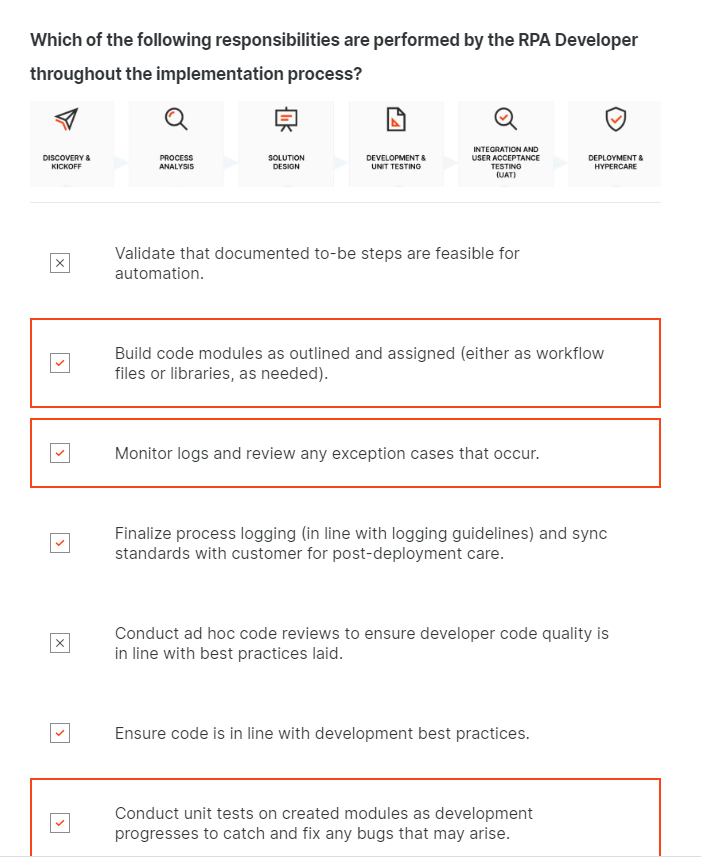 Which of the following responsibilities are performed by the RPA Developer
throughout the implementation process?
DISCOVERY &
KICKOFF
PROCESS
ANALYSIS
SOLUTION
DESIGN
DEVELOPMENT &
UNIT TESTING
INTEGRATION AND
USER ACCEPTANCE
TESTING
(UAT)
DEPLOYMENT &
HYPERCARE
Validate that documented to-be steps are feasible for
automation.
Build code modules as outlined and assigned (either as workflow
files or libraries, as needed).
Monitor logs and review any exception cases that occur.
Finalize process logging (in line with logging guidelines) and sync
standards with customer for post-deployment care.
Conduct ad hoc code reviews to ensure developer code quality is
in line with best practices laid.
Ensure code is in line with development best practices.
Conduct unit tests on created modules as development
progresses to catch and fix any bugs that may arise.